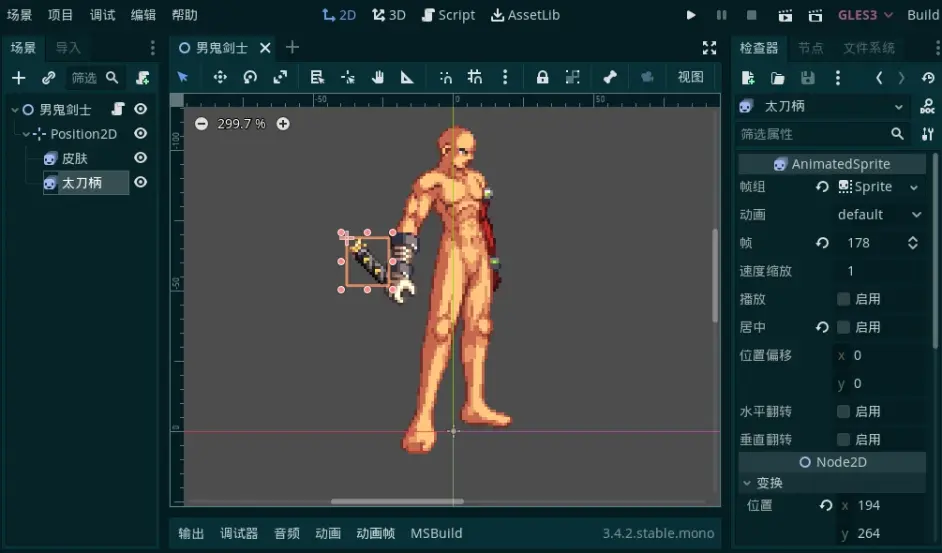 场景 项目 调试 编辑 帮助 2D 3D Script AssetLib GLES3 Build
场景 导入 男鬼剑士 检查器 节点 文件系统
筛选 视图
男鬼剑士
Position2D
皮肤
太刀柄
-50 0 50
-100
-50
0
299.7 %
太刀柄
筛选属性
AnimatedSprite
帧组 Sprite
动画 default
帧 178
速度缩放 1
播放 启用
居中 启用
位置偏移 x 0
y 0
水平翻转 启用
垂直翻转 启用
Node2D
变换
位置 x 194
y 264
输出 调试器 音频 动画 动画帧 MSBuild 3.4.2.stable.mono